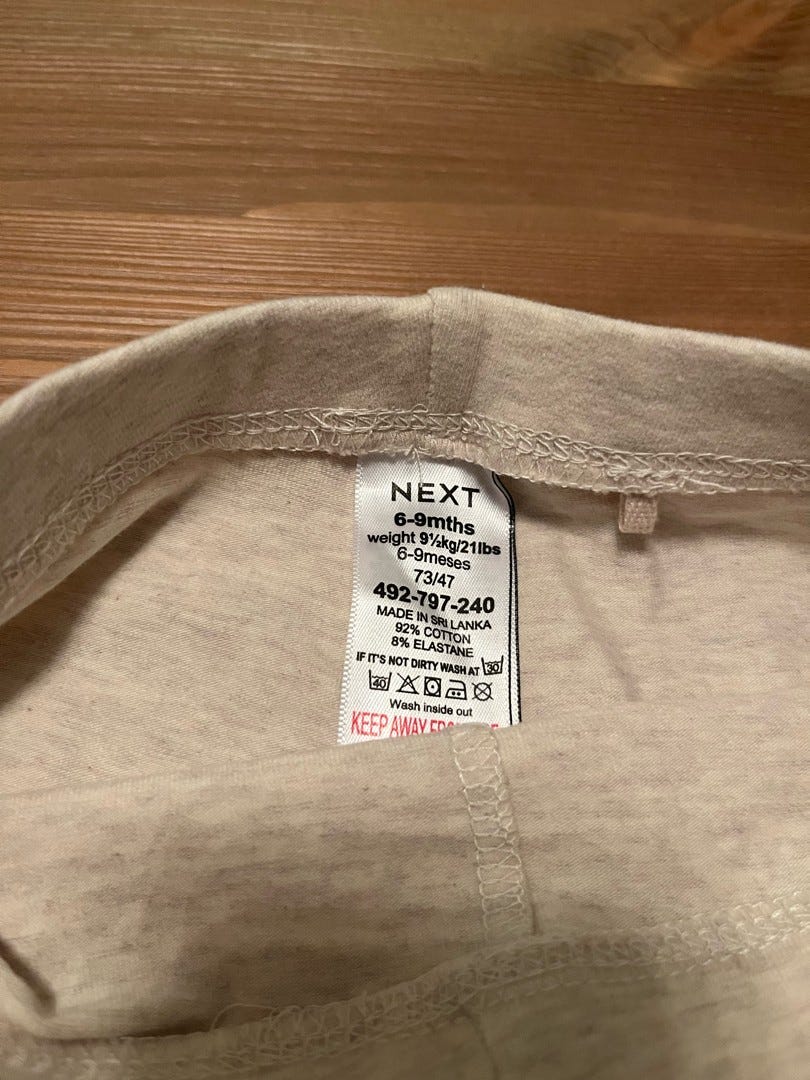 NEXT
6-9mths
weight 9½kg/21lbs
6-9meses
73/47
492-797-240
MADE IN SRI LANKA
92% COTTON
8% ELASTANE
IF IT'S NOT DIRTY WASH AT 30
40
Wash inside out
KEEP AWAY